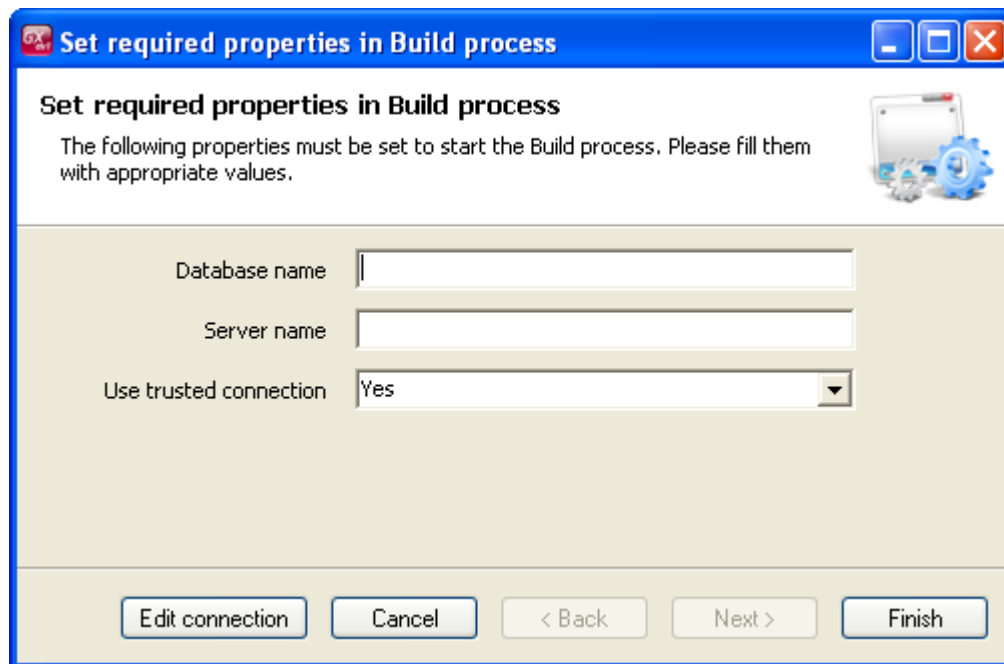 Set required properties in Build process
Set required properties in Build process
The following properties must be set to start the Build process. Please fill them
with appropriate values.
Database name
Server name
Use trusted connection Yes
Edit connection Cancel < Back Next > Finish